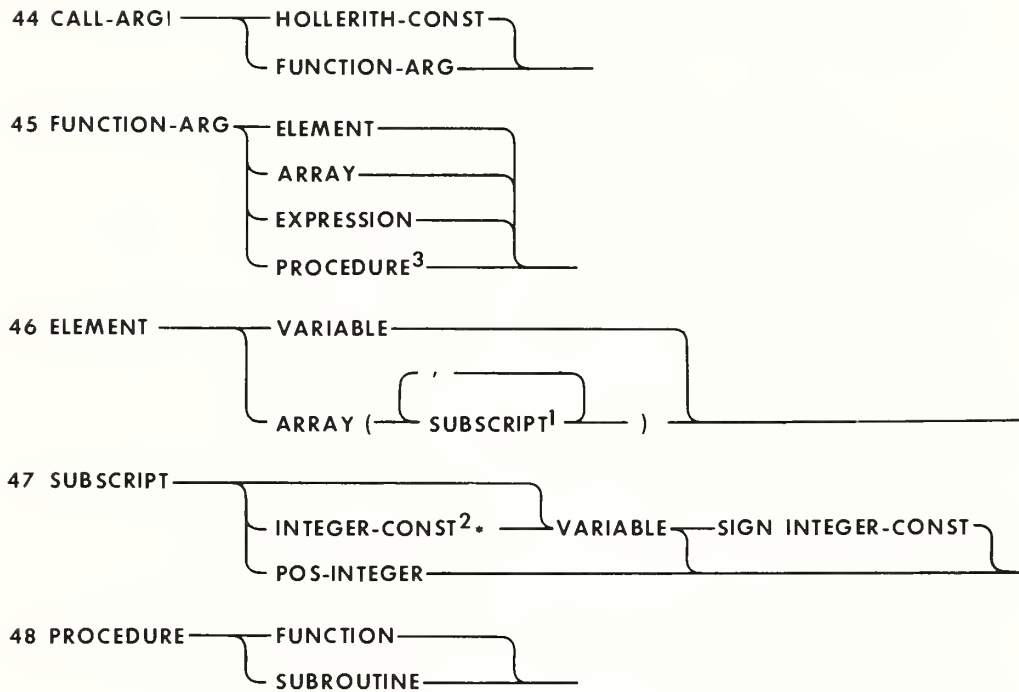 44 CALL-ARG HOLLERITH-CONST
FUNCTION-ARG
45 FUNCTION-ARG ELEMENT
ARRAY
EXPRESSION
PROCEDURE3
46 ELEMENT VARIABLE
,
ARRAY ( SUBSCRIPT1 )
47 SUBSCRIPT
INTEGER-CONST2* VARIABLE SIGN INTEGER-CONST
POS-INTEGER
48 PROCEDURE FUNCTION
SUBROUTINE